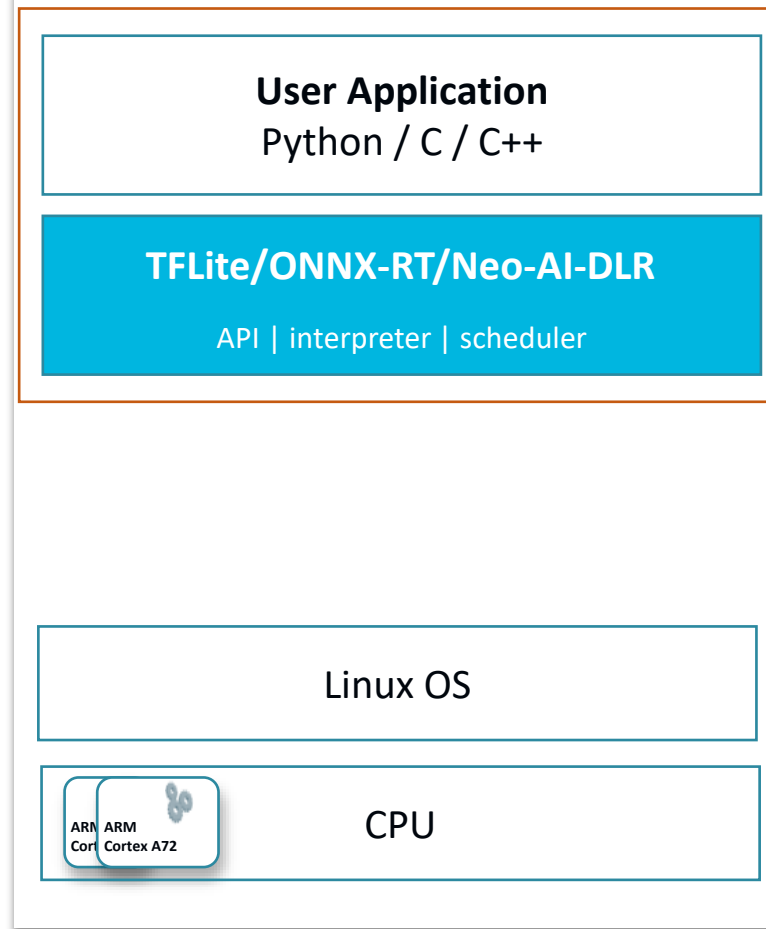 User Application
Python / C / C++
TFLite/ONNX-RT/Neo-AI-DLR
API | interpreter | scheduler
Linux OS
ARM
Cortex A72
CPU